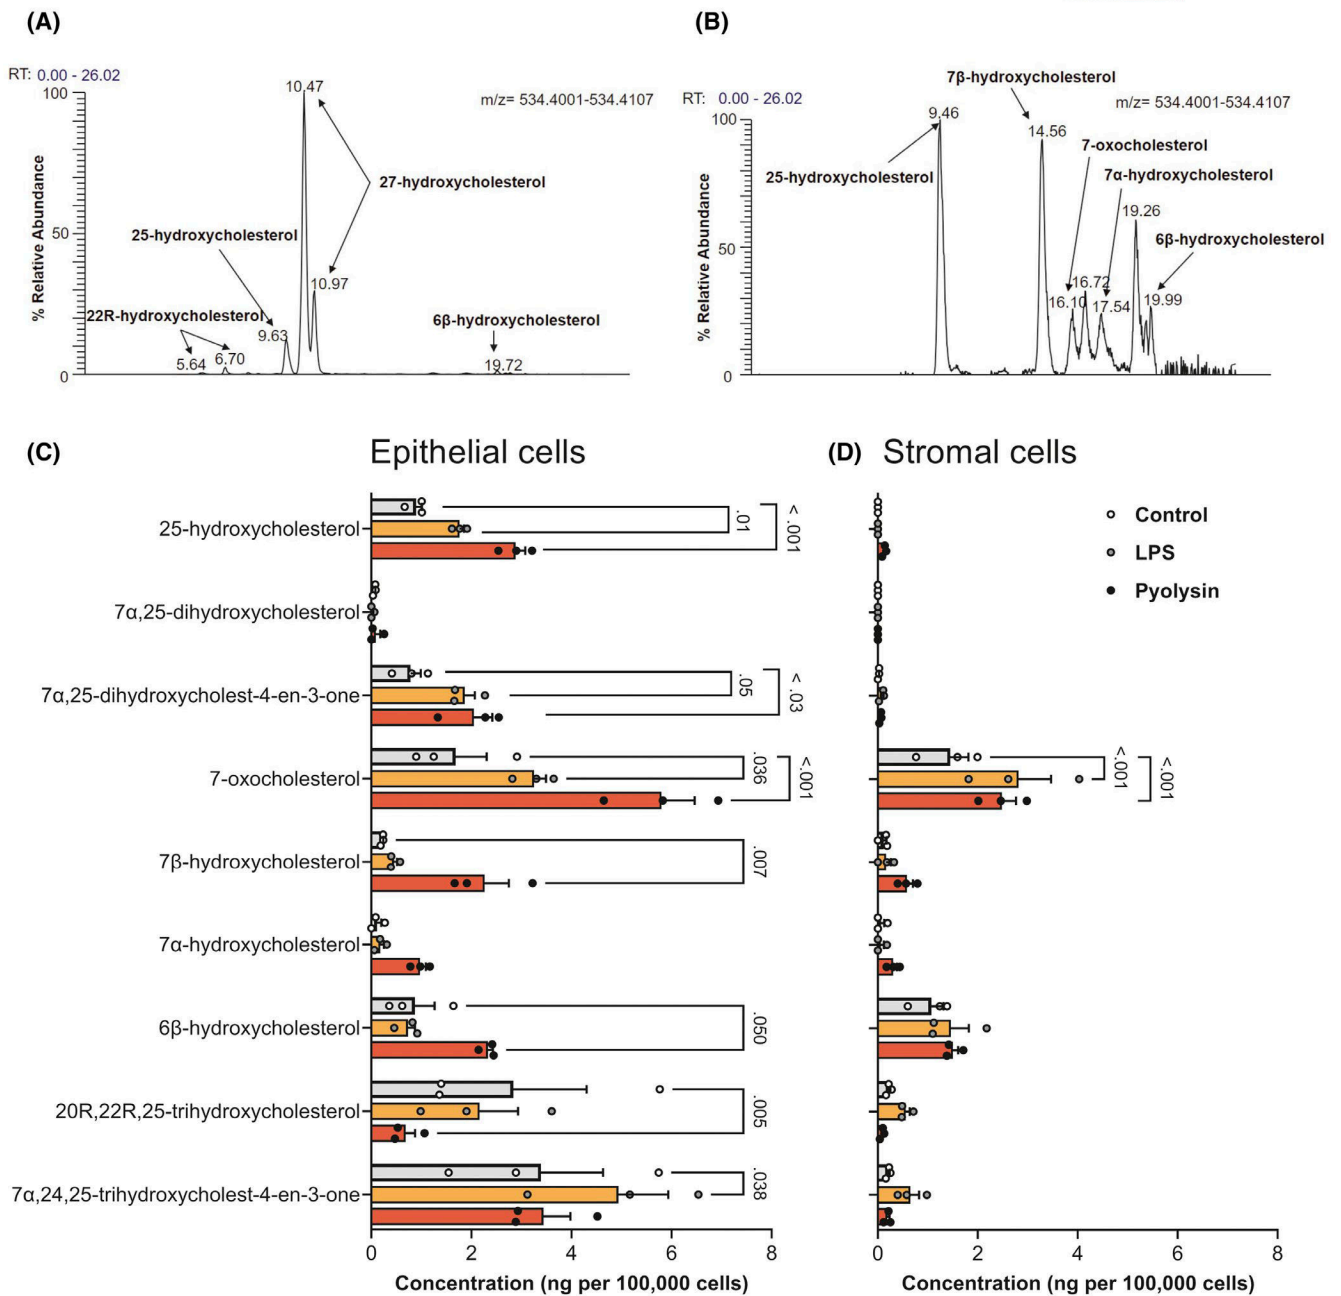 (A)
RT: 0.00 - 26.02
100
10.47
m/z= 534.4001-534.4107
27-hydroxycholesterol
% Relative Abundance
50
25-hydroxycholesterol
10.97
22R-hydroxycholesterol
9.63
6β-hydroxycholesterol
5.64
6.70
19.72
0
(B)
7β-hydroxycholesterol
RT: 0.00 - 26.02
m/z= 534.4001-534.4107
100
9.46
14.56
7-oxocholesterol
25-hydroxycholesterol
7α-hydroxycholesterol
% Relative Abundance
19.26
50
6β-hydroxycholesterol
16.72
16.10
17.54
19.99
0
(C)
Epithelial cells
25-hydroxycholesterol
.01
< .001
7α,25-dihydroxycholesterol
7α,25-dihydroxycholest-4-en-3-one
.05
< .03
7-oxocholesterol
.036
<.001
7β-hydroxycholesterol
.007
7α-hydroxycholesterol
6β-hydroxycholesterol
.050
20R,22R,25-trihydroxycholesterol
.005
7α,24,25-trihydroxycholest-4-en-3-one
.038
0 2 4 6 8
Concentration (ng per 100,000 cells)
(D)
Stromal cells
Control
LPS
Pyolysin
<.001
<.001
0 2 4 6 8
Concentration (ng per 100,000 cells)